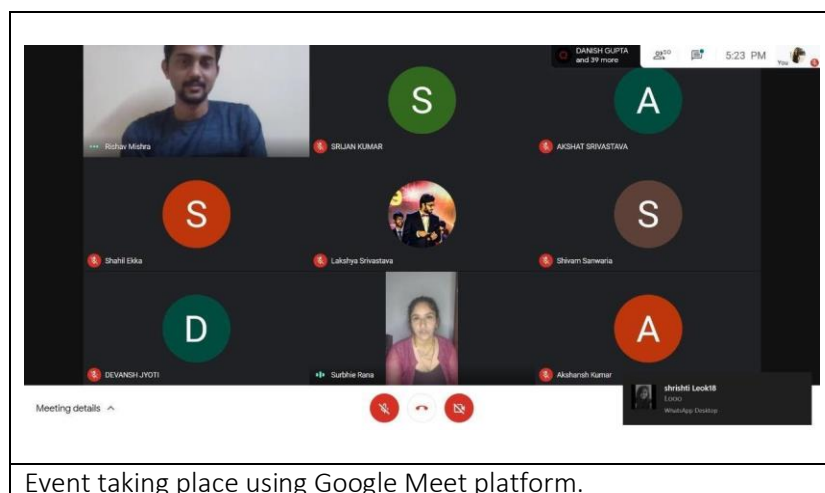 DANISH GUPTA
and 39 more
50
5:23 PM
You
Rishav Mishra
S
SRIJAN KUMAR
A
AKSHAT SRIVASTAVA
S
Shahil Ekka
Lakshya Srivastava
S
Shivam Sanwaria
D
DEVANSH JYOTI
Surbhie Rana
A
Akshansh Kumar
shrishti Leok18
Looo
WhatsApp Desktop
Meeting details
Event taking place using Google Meet platform.